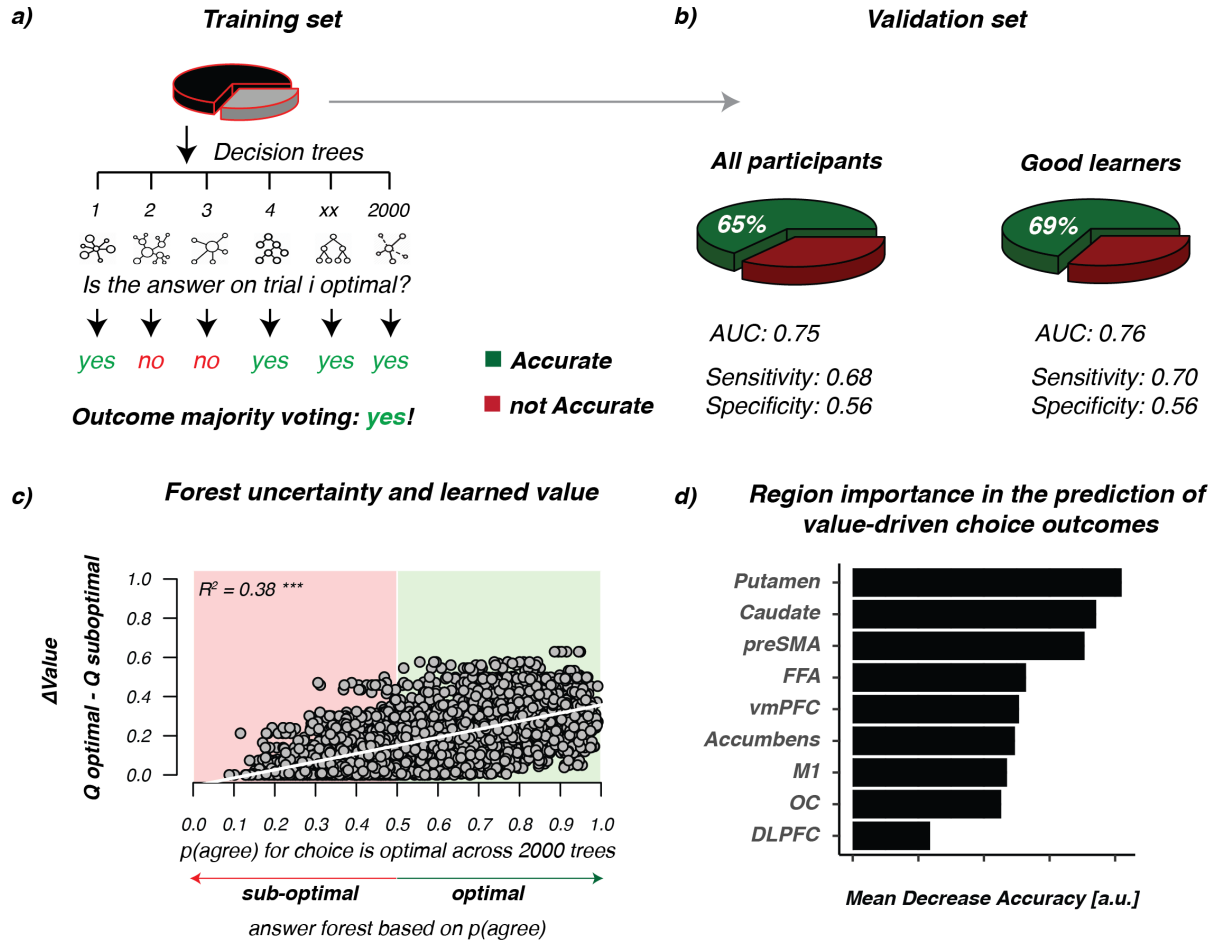 a)
Training set
Decision trees
1 2 3 4 xx 2000
Is the answer on trial i optimal?
yes no no yes yes yes
Outcome majority voting: yes!
Accurate
not Accurate
b)
Validation set
All participants
65%
AUC: 0.75
Sensitivity: 0.68
Specificity: 0.56
Good learners
69%
AUC: 0.76
Sensitivity: 0.70
Specificity: 0.56
c)
Forest uncertainty and learned value
ΔValue
Q optimal - Q suboptimal
R² = 0.38 ***
1.0
0.8
0.6
0.4
0.2
0.0
0.0 0.1 0.2 0.3 0.4 0.5 0.6 0.7 0.8 0.9 1.0
p(agree) for choice is optimal across 2000 trees
sub-optimal optimal
answer forest based on p(agree)
d)
Region importance in the prediction of
value-driven choice outcomes
Putamen
Caudate
preSMA
FFA
vmPFC
Accumbens
M1
OC
DLPFC
Mean Decrease Accuracy [a.u.]